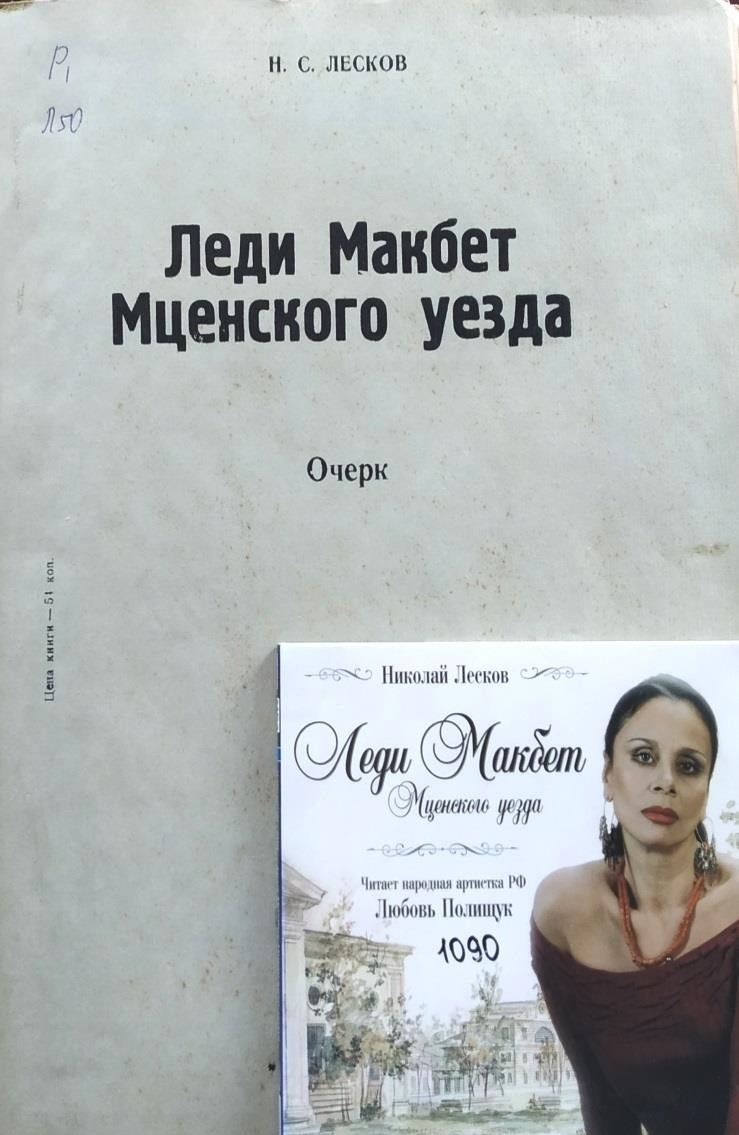 Р1
Л50
Н. С. ЛЕСКОВ
Леди Макбет
Мценского уезда
Очерк
Цена книги — 51 коп.
Николай Лесков
Леди Макбет
Мценского уезда
Читает народная артистка РФ
Любовь Полищук
1090